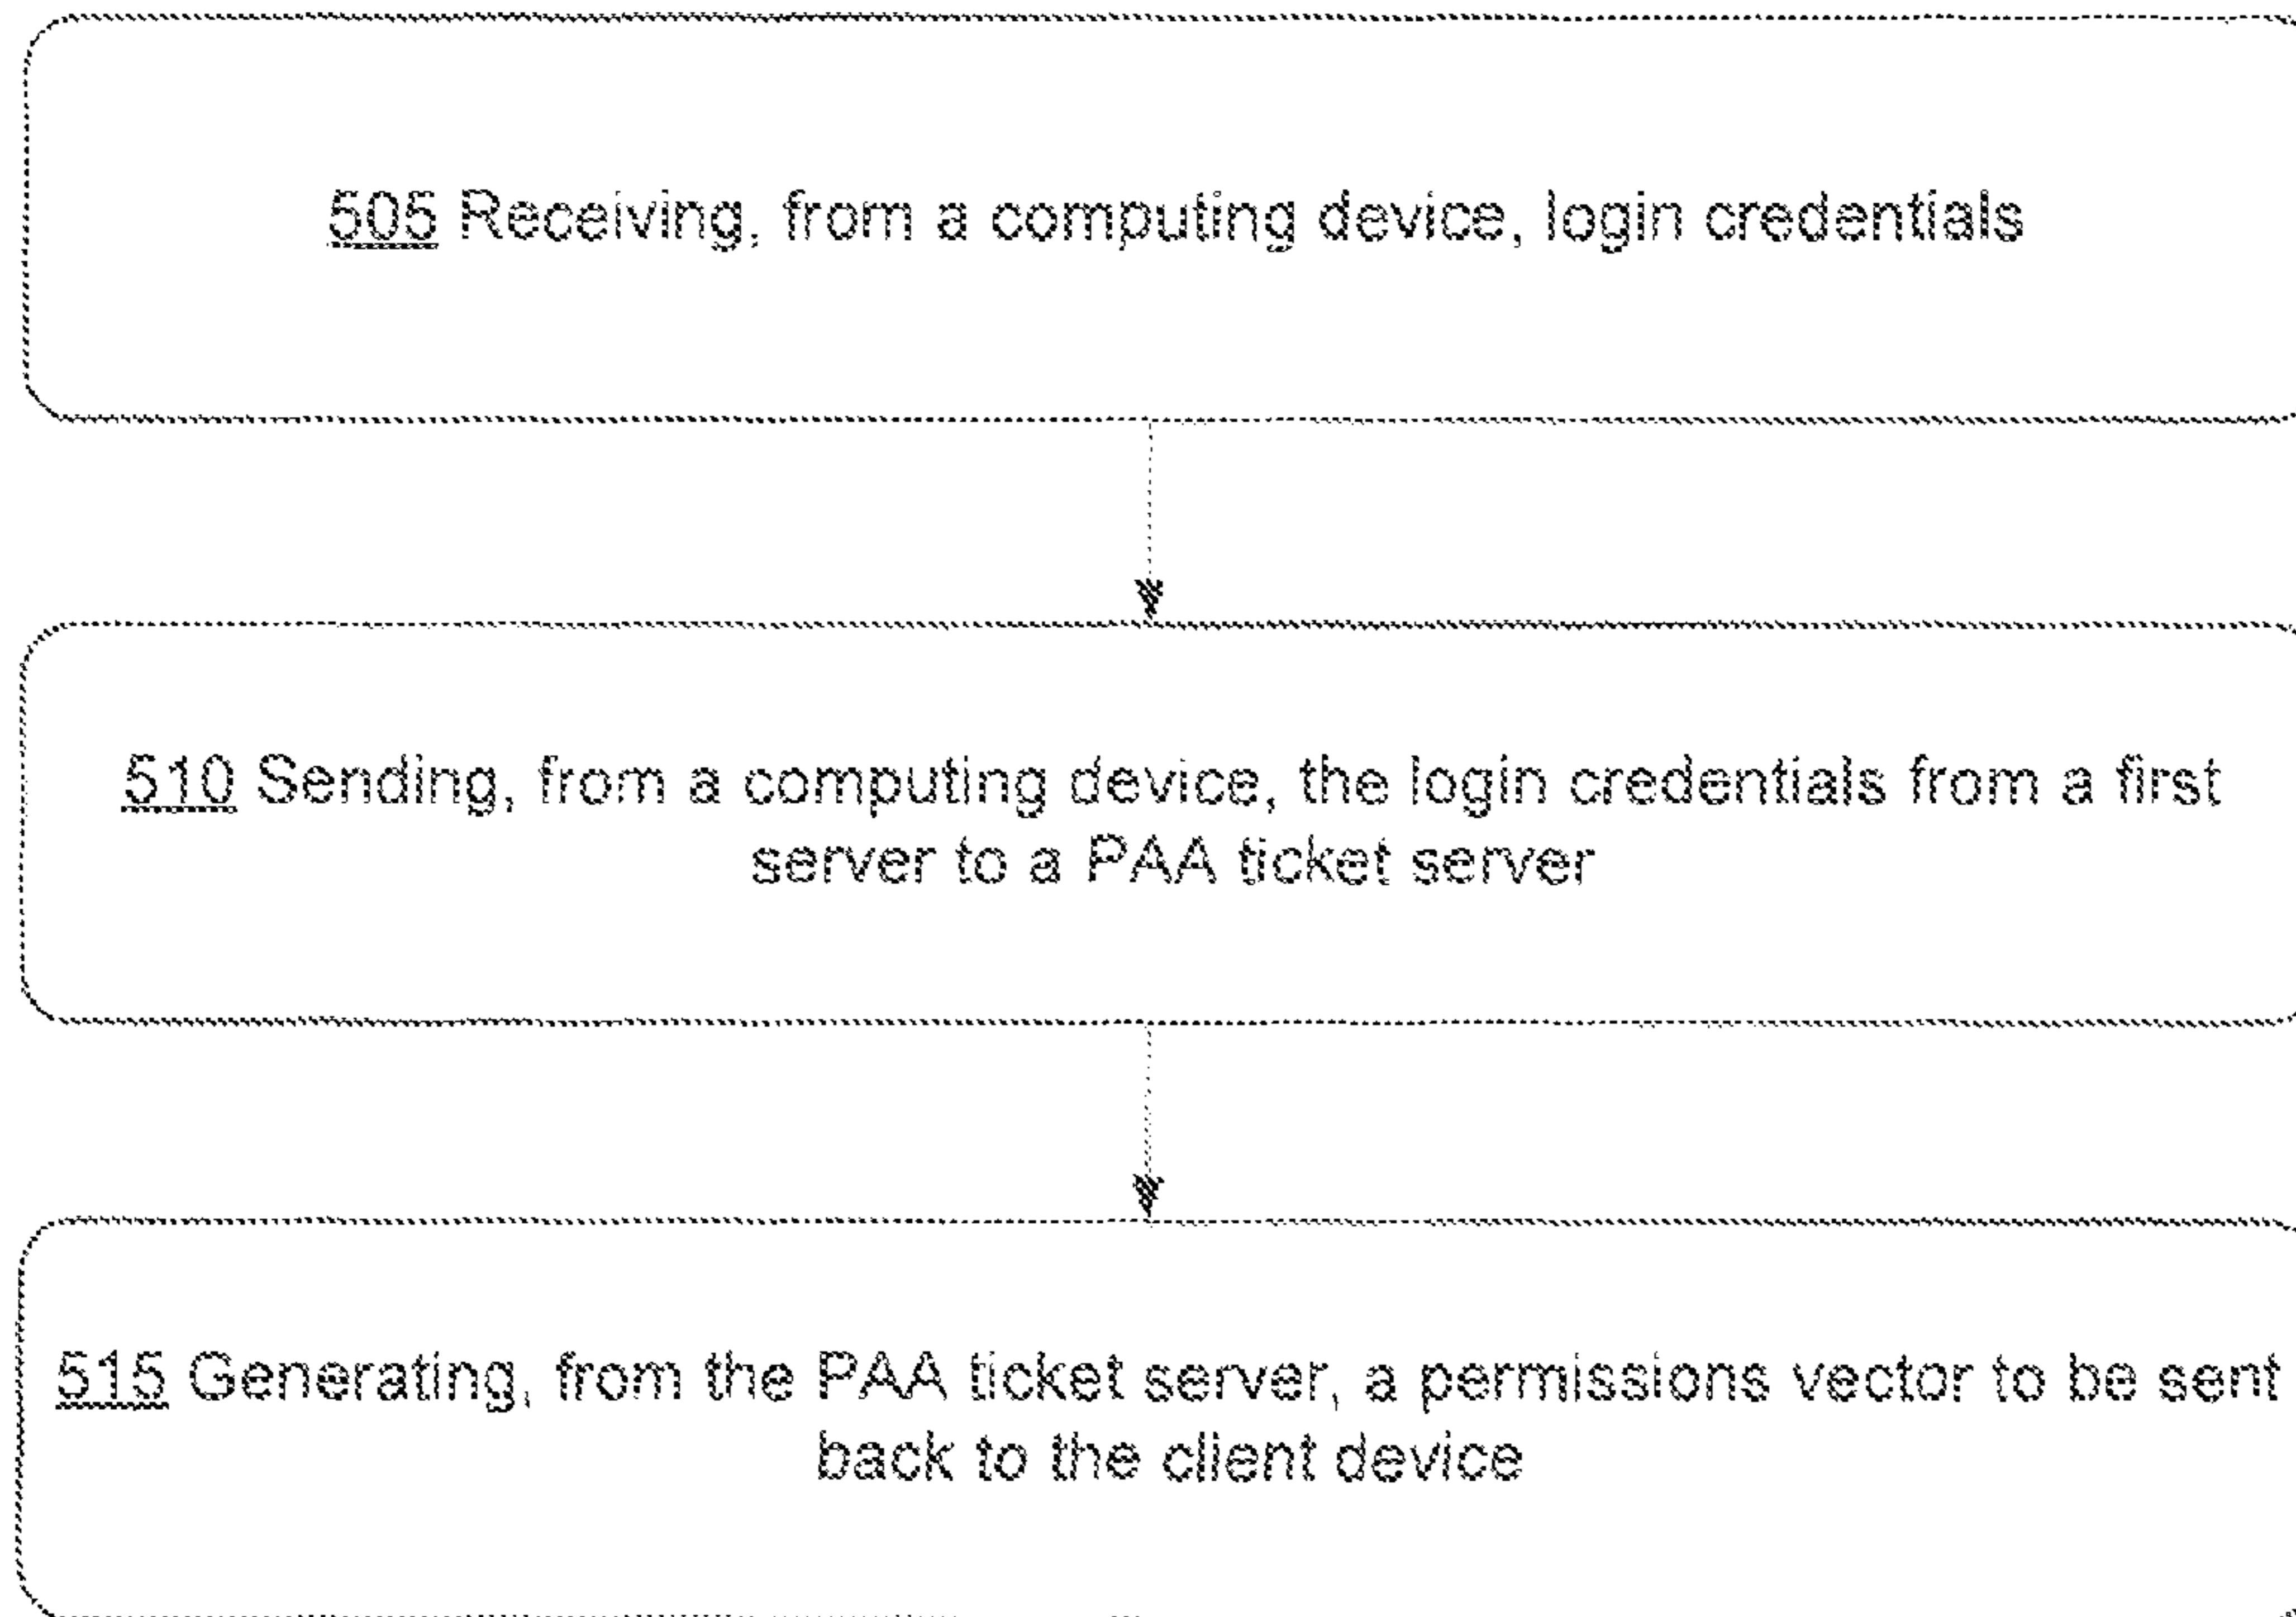 505 Receiving, from a computing device, login credentials
510 Sending, from a computing device, the login credentials from a first
server to a PAA ticket server
515 Generating, from the PAA ticket server, a permissions vector to be sent
back to the client device